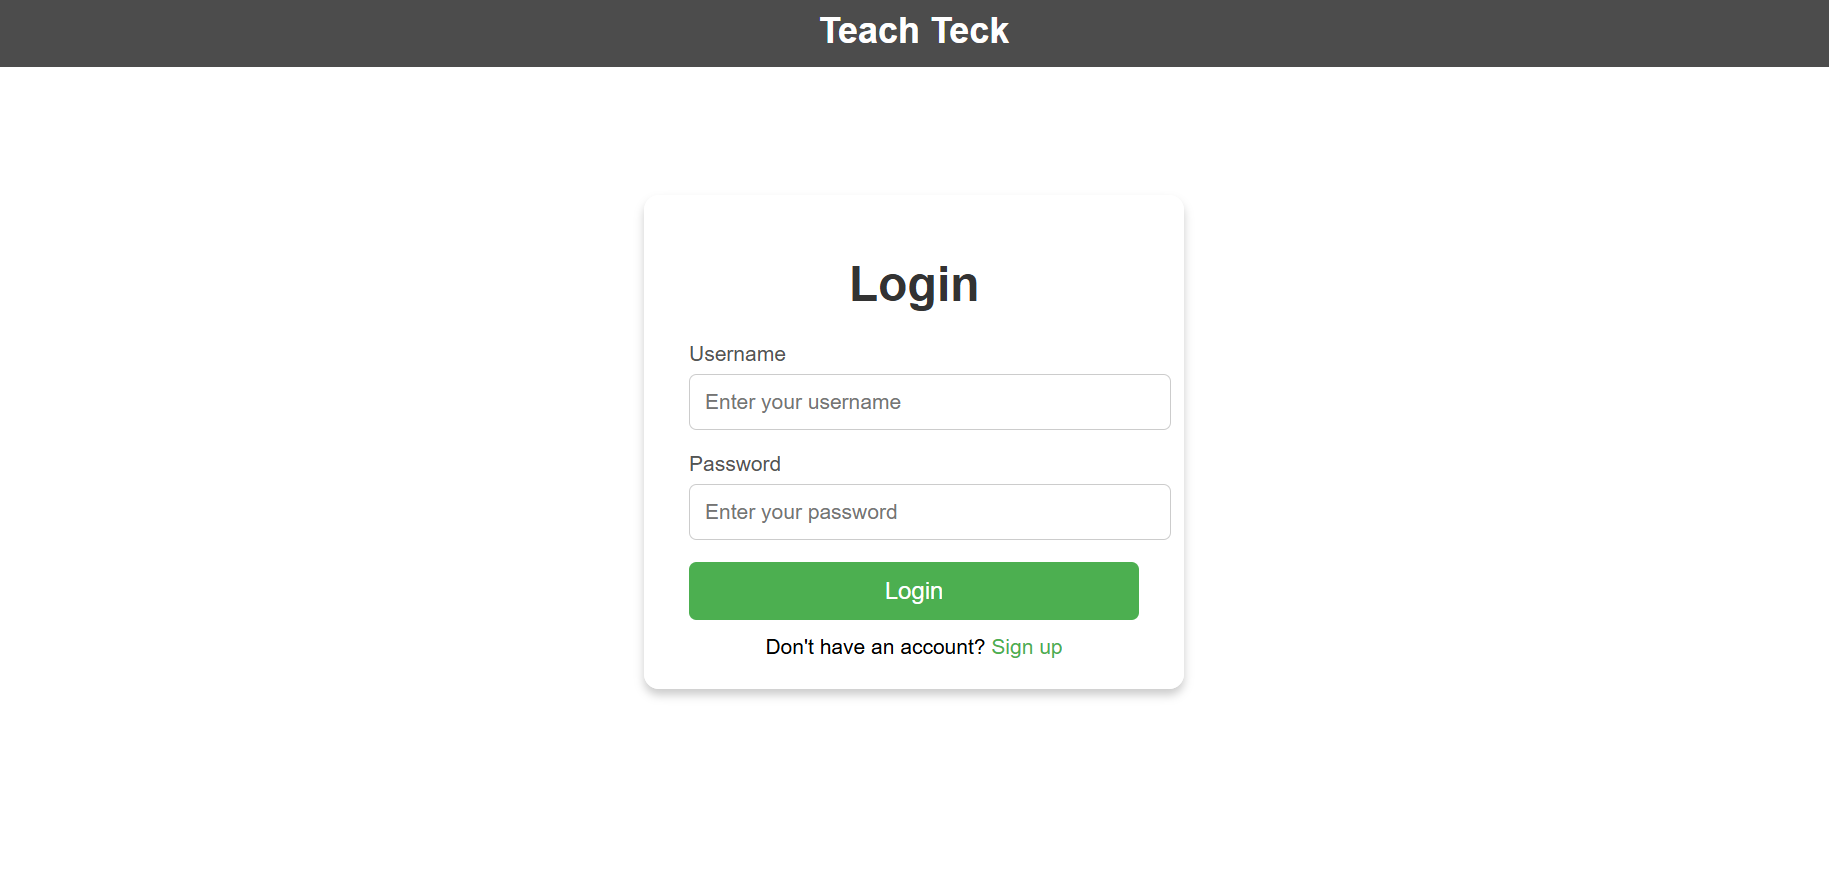 Teach Teck
Login
Username
Enter your username
Password
Enter your password
Login
Don't have an account? Sign up